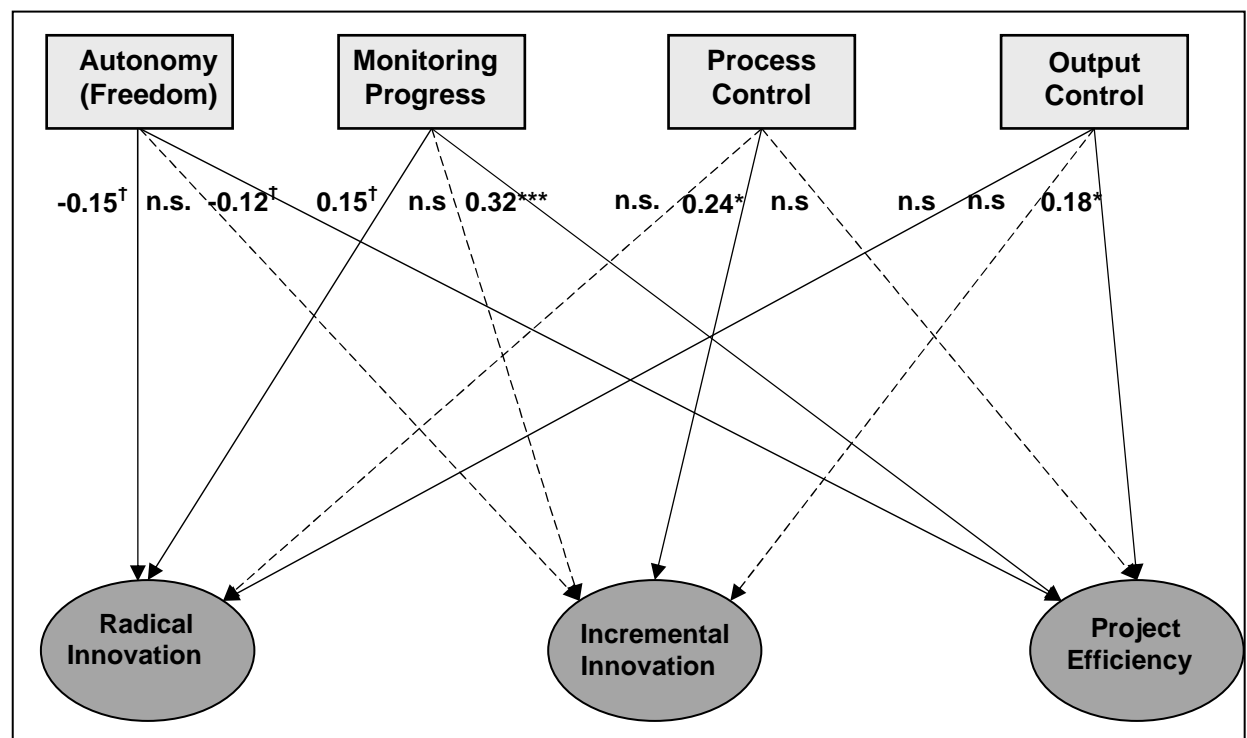 Autonomy
(Freedom)
Monitoring
Progress
Process
Control
Output
Control
-0.15† n.s. -0.12† 0.15† n.s 0.32*** n.s. 0.24* n.s n.s n.s 0.18*
Radical
Innovation
Incremental
Innovation
Project
Efficiency